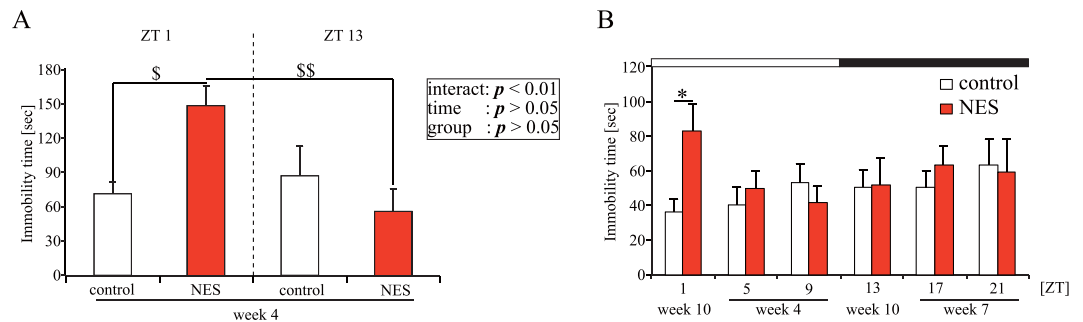 A
ZT 1
ZT 13
$
$$
180
150
120
90
60
30
0
Immobility time [sec]
control
NES
control
NES
week 4
interact: p < 0.01
time : p > 0.05
group : p > 0.05
B
120
100
80
60
40
20
0
Immobility time [sec]
*
control
NES
1
5
9
13
17
21
[ZT]
week 10
week 4
week 10
week 7